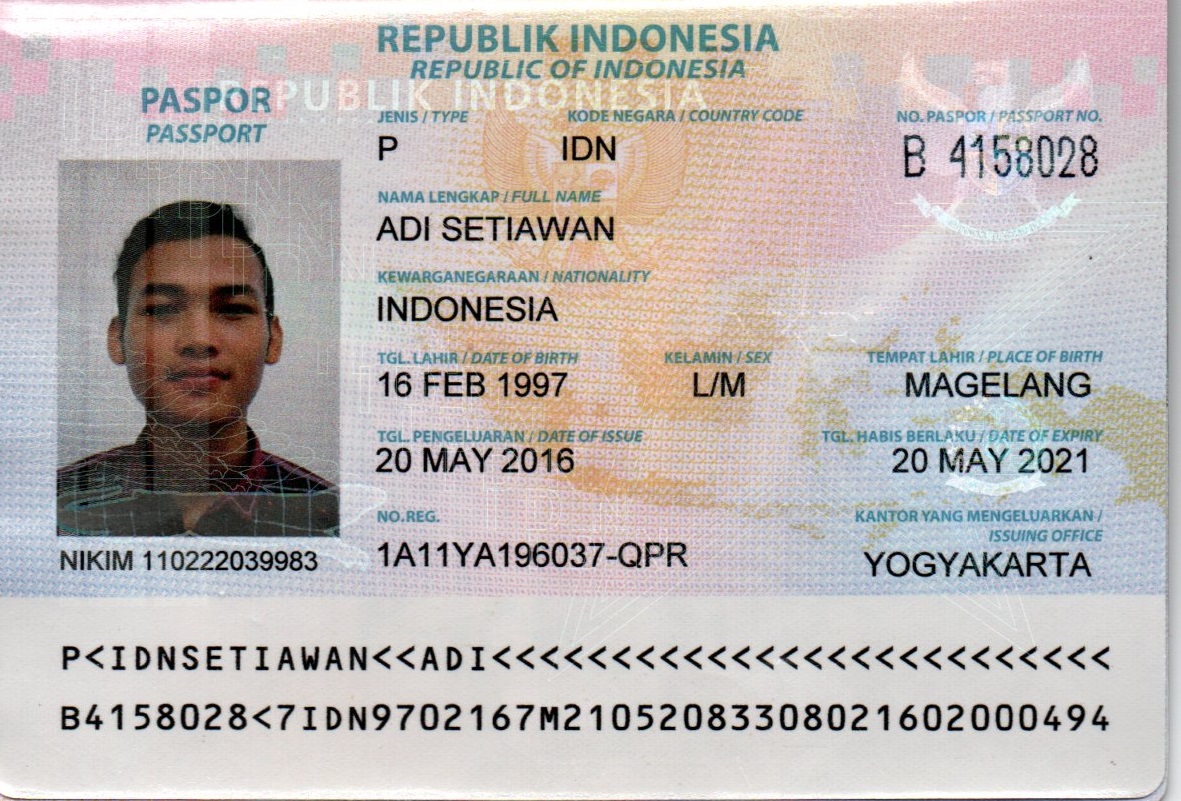 REPUBLIK INDONESIA
REPUBLIC OF INDONESIA
REPUBLIK INDONESIA
PASPOR
PASSPORT
JENIS / TYPE KODE NEGARA / COUNTRY CODE NO. PASPOR / PASSPORT NO.
P IDN B 4158028
NAMA LENGKAP / FULL NAME
ADI SETIAWAN
KEWARGANEGARAAN / NATIONALITY
INDONESIA
TGL. LAHIR / DATE OF BIRTH KELAMIN / SEX TEMPAT LAHIR / PLACE OF BIRTH
16 FEB 1997 L/M MAGELANG
TGL. PENGELUARAN / DATE OF ISSUE TGL. HABIS BERLAKU / DATE OF EXPIRY
20 MAY 2016 20 MAY 2021
NO. REG. KANTOR YANG MENGELUARKAN /
ISSUING OFFICE
1A11YA196037-QPR YOGYAKARTA
NIKIM 110222039983
P<IDNSETIAWAN<<ADI<<<<<<<<<<<<<<<<<<<<<<<<<<
B4158028<7IDN9702167M2105208330802160200​0494